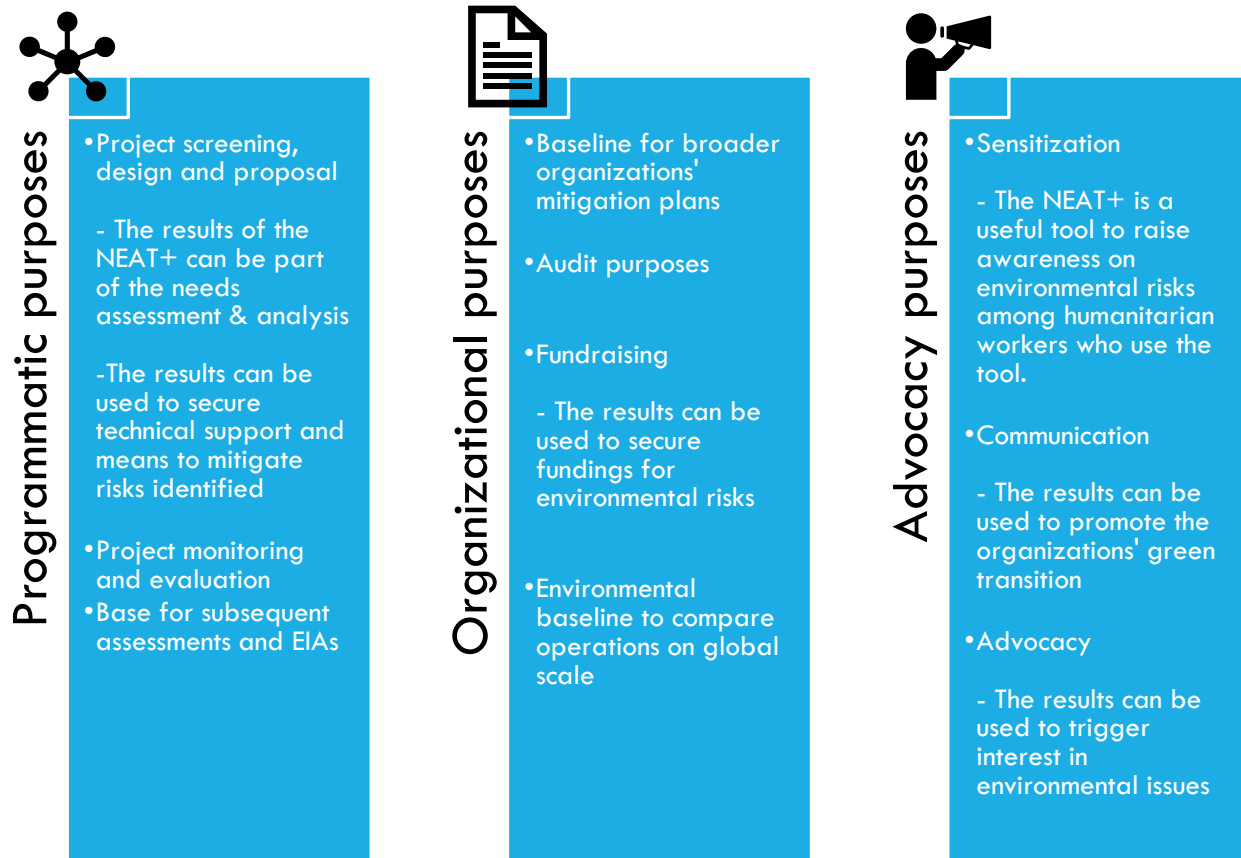 Programmatic purposes
•Project screening,
design and proposal
- The results of the
NEAT+ can be part
of the needs
assessment & analysis
-The results can be
used to secure
technical support and
means to mitigate
risks identified
•Project monitoring
and evaluation
•Base for subsequent
assessments and EIAs
Organizational purposes
•Baseline for broader
organizations'
mitigation plans
•Audit purposes
•Fundraising
- The results can be
used to secure
fundings for
environmental risks
•Environmental
baseline to compare
operations on global
scale
Advocacy purposes
•Sensitization
- The NEAT+ is a
useful tool to raise
awareness on
environmental risks
among humanitarian
workers who use the
tool.
•Communication
- The results can be
used to promote the
organizations' green
transition
•Advocacy
- The results can be
used to trigger
interest in
environmental issues